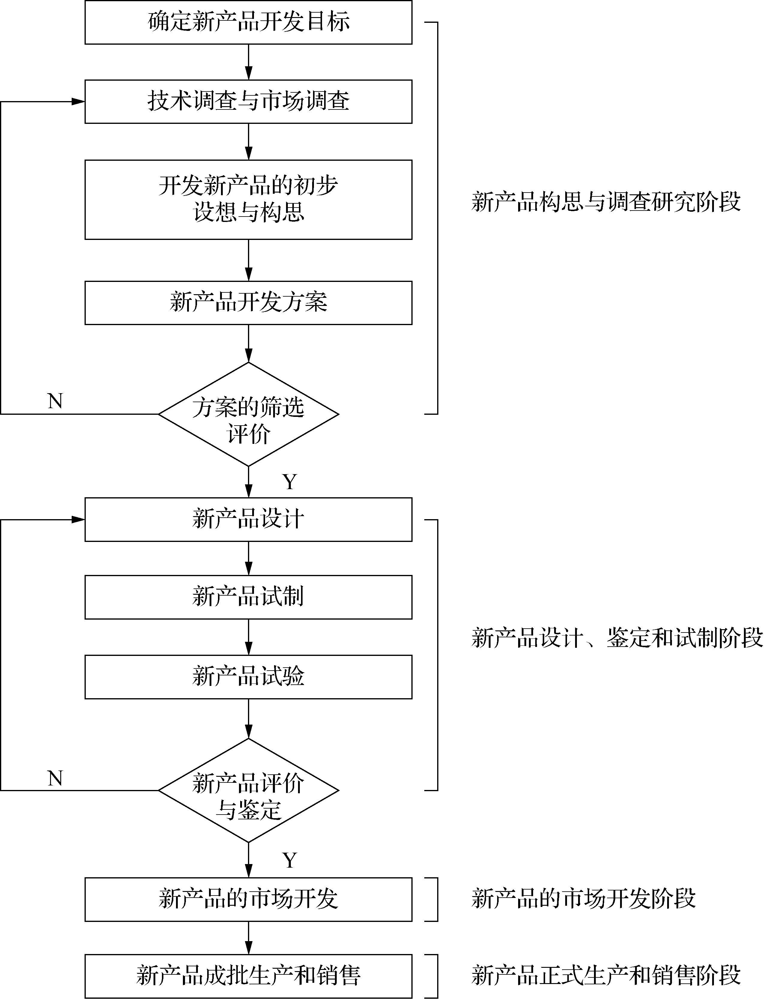 确定新产品开发目标
技术调查与市场调查
开发新产品的初步
设想与构思
新产品构思与调查研究阶段
新产品开发方案
N
方案的筛选
评价
Y
新产品设计
新产品试制
新产品设计、鉴定和试制阶段
新产品试验
N
新产品评价
与鉴定
Y
新产品的市场开发
新产品的市场开发阶段
新产品成批生产和销售
新产品正式生产和销售阶段